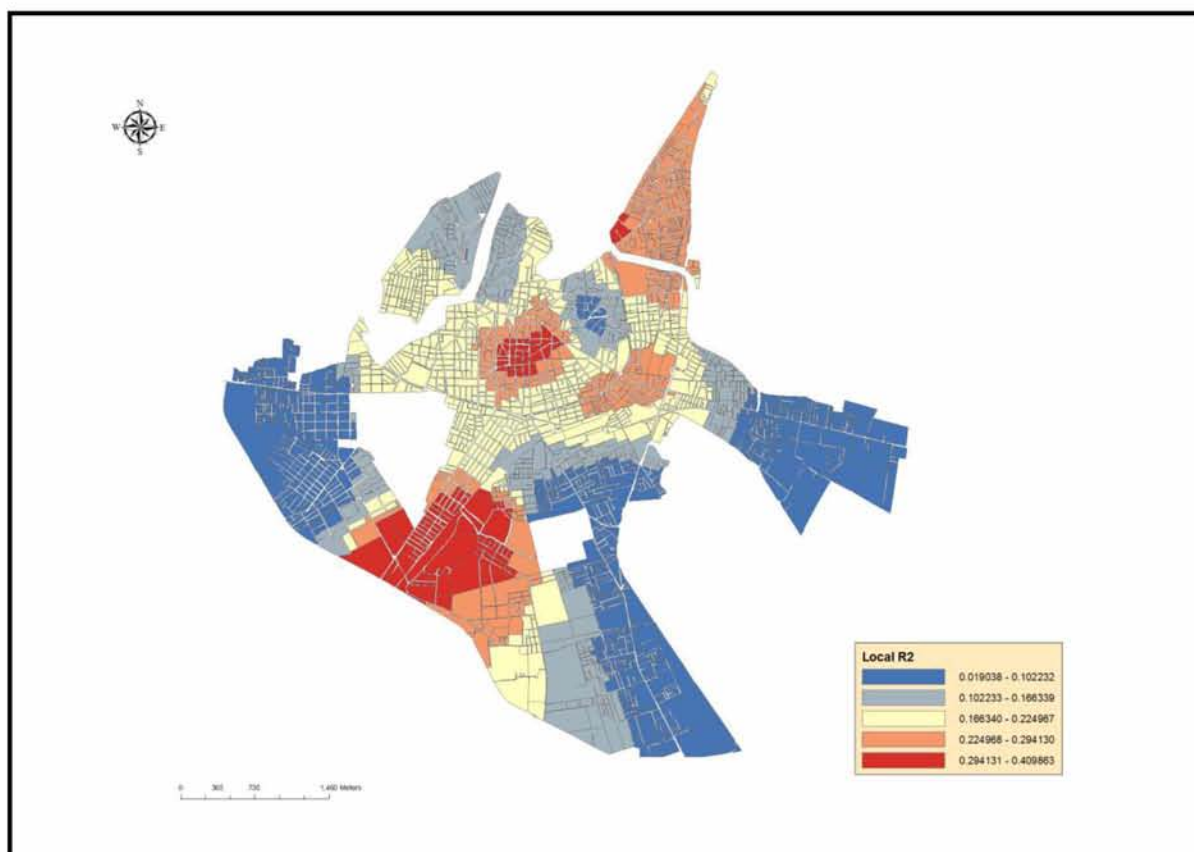 N
W E
S
Local R2
0.019038 - 0.102232
0.102233 - 0.166339
0.166340 - 0.224967
0.224968 - 0.294130
0.294131 - 0.409863
0 365 730 1,460 Meters